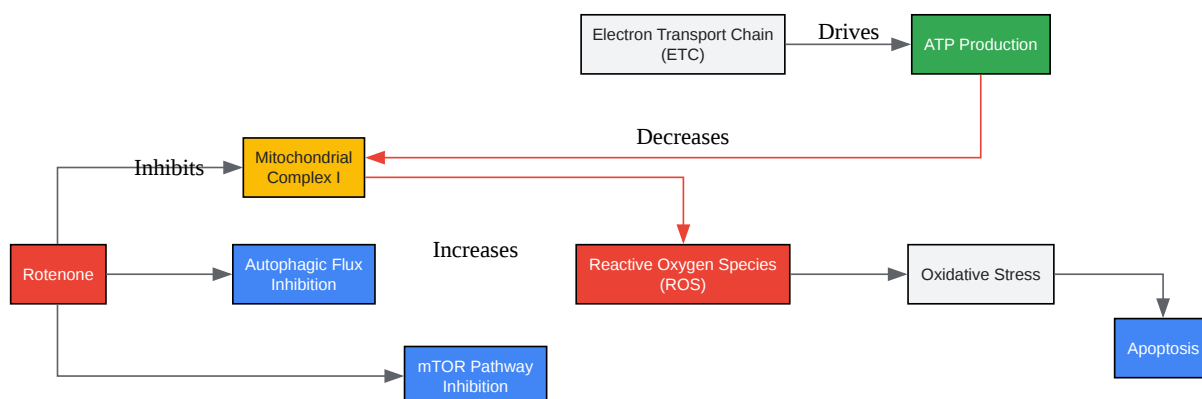 Electron Transport Chain
(ETC)
Drives
ATP Production
Decreases
Inhibits
Mitochondrial
Complex I
Increases
Rotenone
Autophagic Flux
Inhibition
Reactive Oxygen Species
(ROS)
Oxidative Stress
Apoptosis
mTOR Pathway
Inhibition